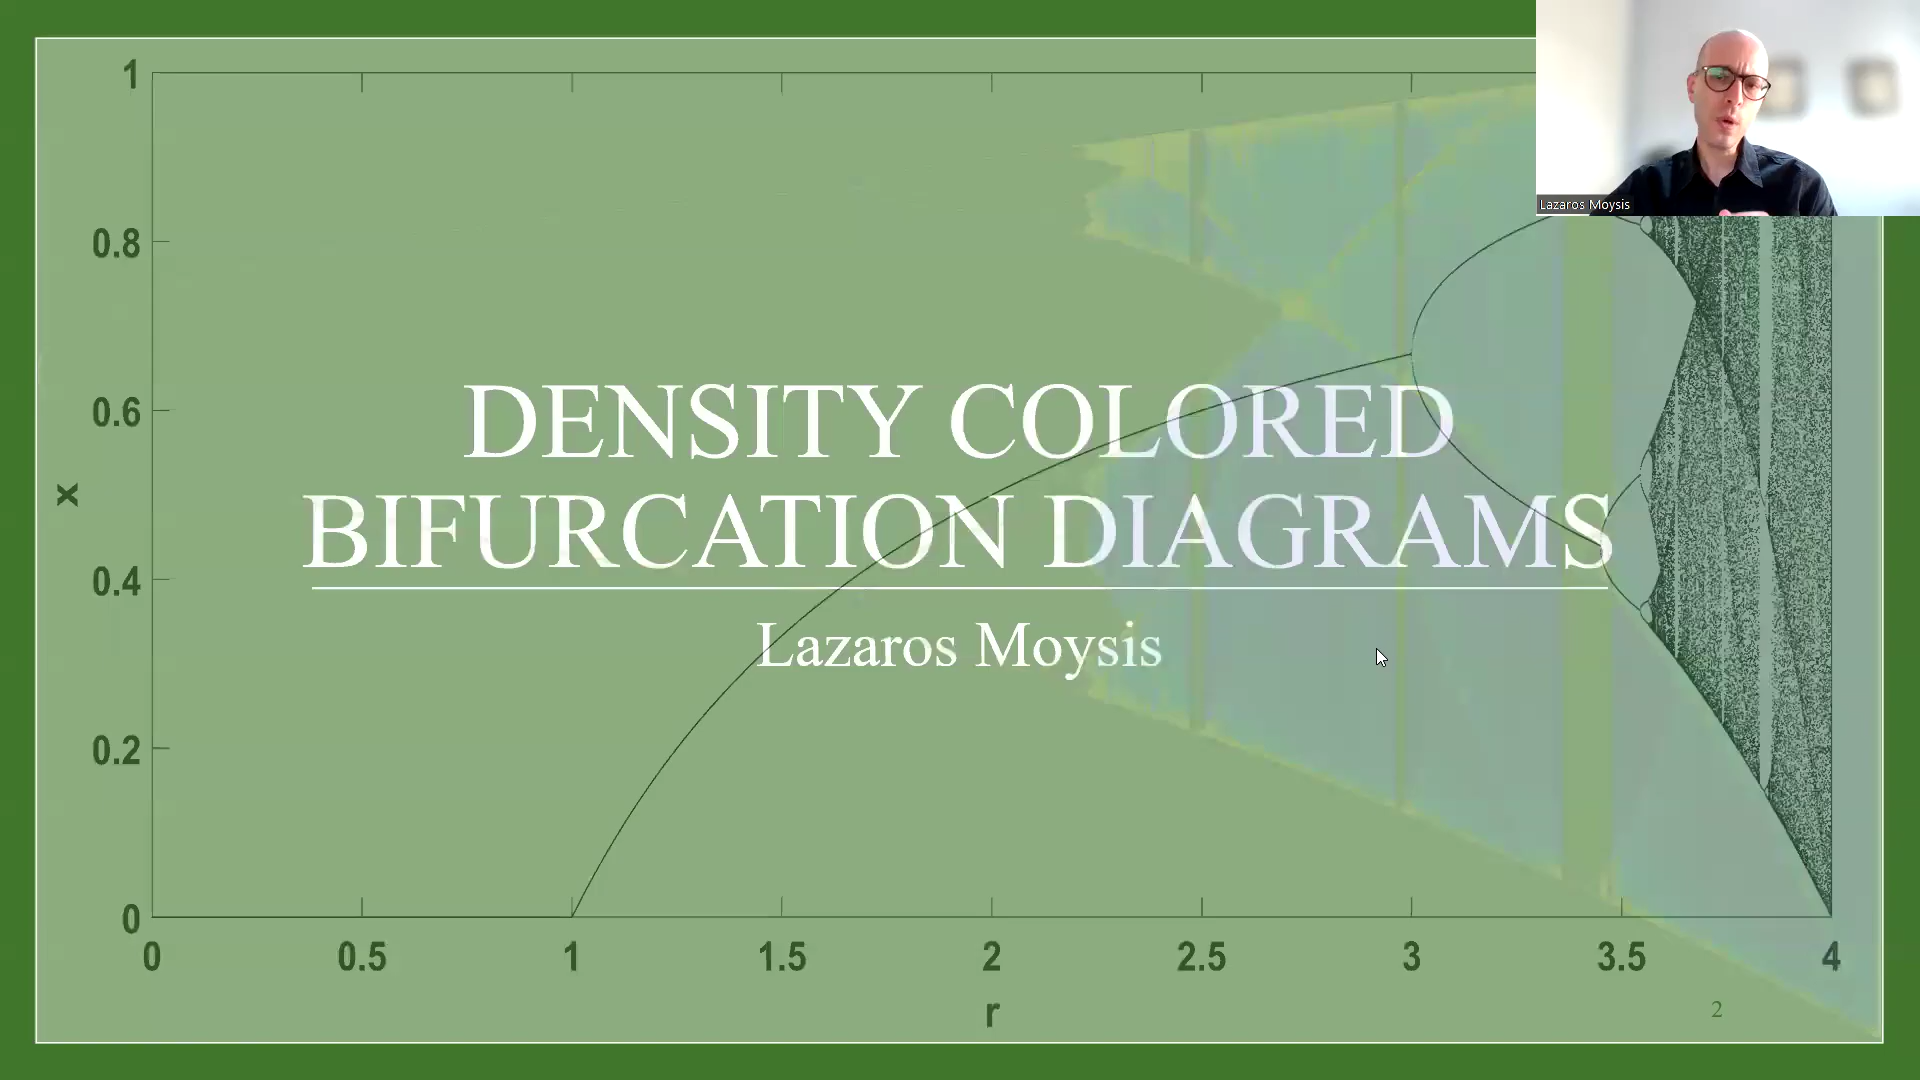 Lazaros Moysis
1
0.8
0.6
0.4
0.2
0
x
DENSITY COLORED
BIFURCATION DIAGRAMS
Lazaros Moysis
0 0.5 1 1.5 2 2.5 3 3.5 4
r
2